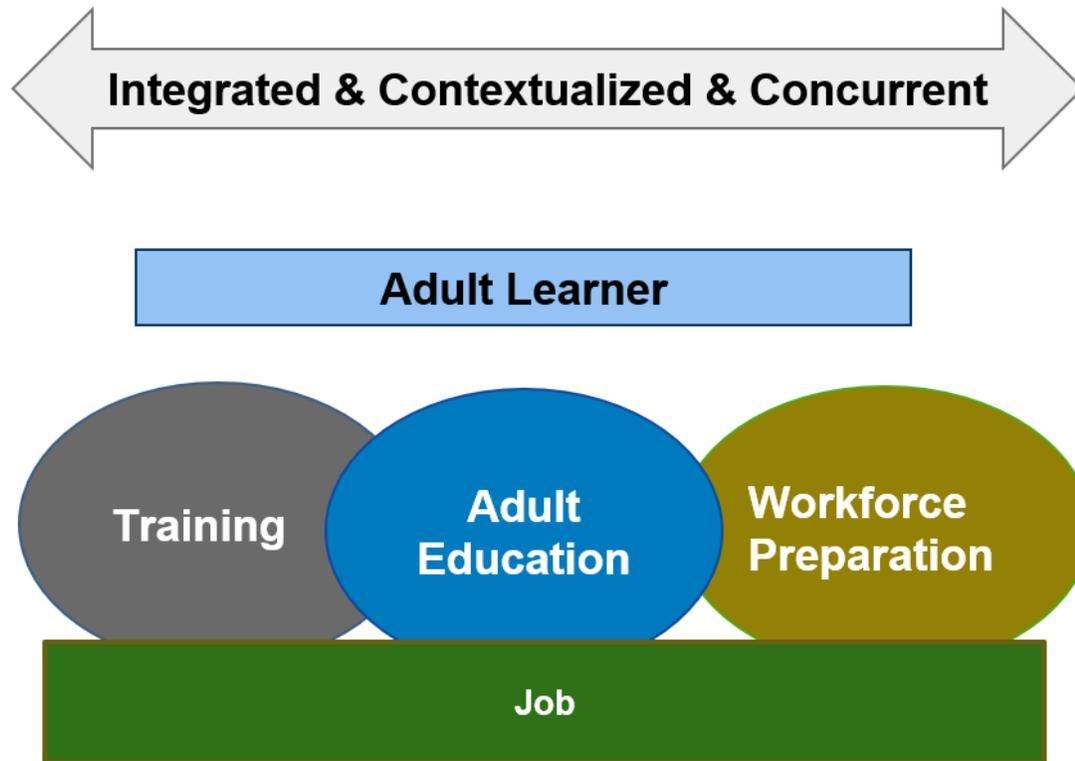 Integrated & Contextualized & Concurrent
Adult Learner
Training
Adult
Education
Workforce
Preparation
Job